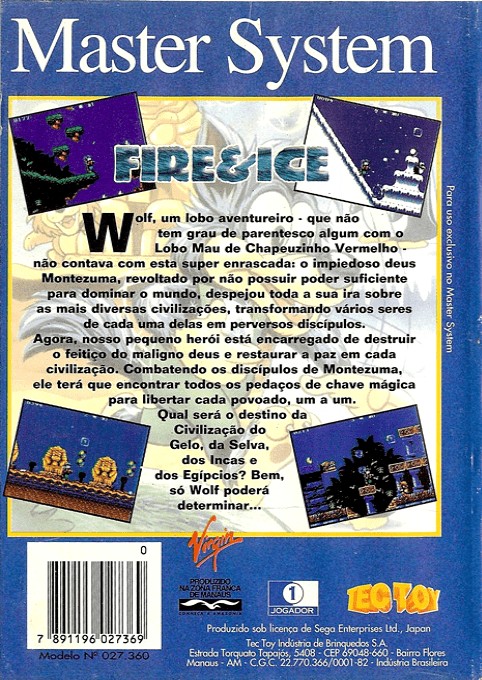 Master System
FIRE & ICE
Wolf, um lobo aventureiro - que não
tem grau de parentesco algum com o
Lobo Mau de Chapeuzinho Vermelho -
não contava com esta super enrascada: o impiedoso deus
Montezuma, revoltado por não possuir poder suficiente
para dominar o mundo, despejou toda a sua ira sobre
as mais diversas civilizações, transformando vários seres
de cada uma delas em perversos discípulos.
Agora, nosso pequeno herói está encarregado de destruir
o feitiço do maligno deus e restaurar a paz em cada
civilização. Combatendo os discípulos de Montezuma,
ele terá que encontrar todos os pedaços de chave mágica
para libertar cada povoado, um a um.
Qual será o destino da
Civilização do
Gelo, da Selva,
dos Incas e
dos Egípcios? Bem,
só Wolf poderá
determinar...
Para uso exclusivo no Master System
0
7 891196 027369
Modelo Nº 027.360
Virgin
PRODUZIDO
NA ZONA FRANCA
DE MANAUS
CONHEÇA A AMAZÔNIA
1
JOGADOR
TEC TOY
Produzido sob licença de Sega Enterprises Ltd., Japan
Tec Toy Indústria de Brinquedos S.A.
Estrada Torquato Tapajós, 5408 - CEP 69048-660 - Bairro Flores
Manaus - AM - C.G.C. 22.770.366/0001-82 - Indústria Brasileira